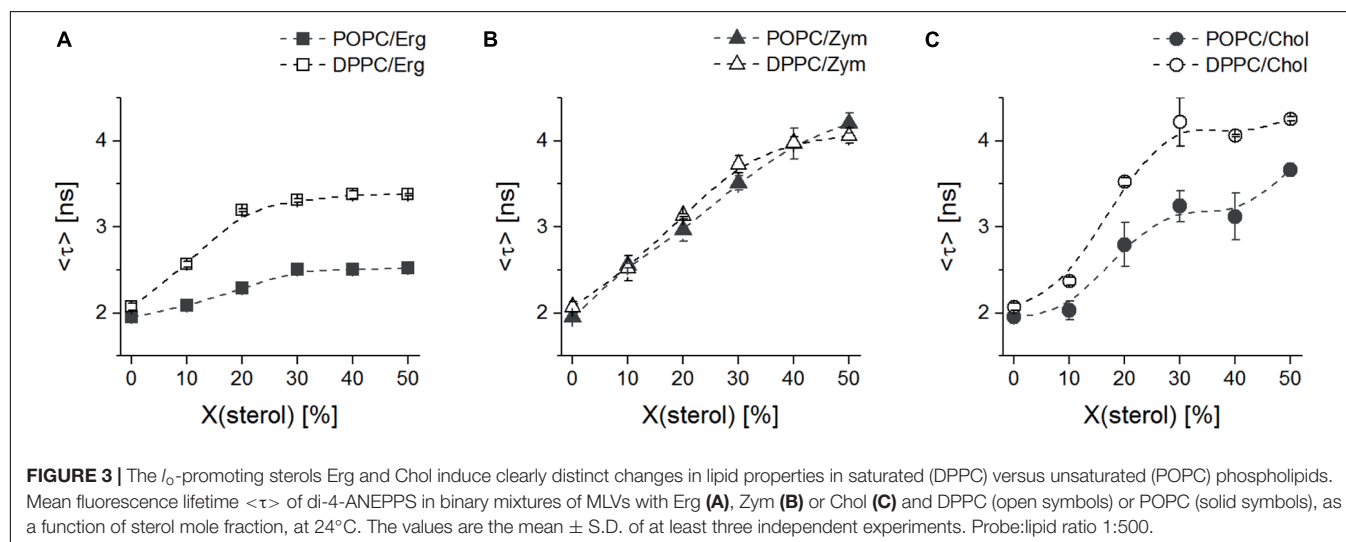 A
POPC/Erg
DPPC/Erg
<τ> [ns]
4
3
2
0 10 20 30 40 50
X(sterol) [%]
B
POPC/Zym
DPPC/Zym
<τ> [ns]
4
3
2
0 10 20 30 40 50
X(sterol) [%]
C
POPC/Chol
DPPC/Chol
<τ> [ns]
4
3
2
0 10 20 30 40 50
X(sterol) [%]
FIGURE 3 | The lo-promoting sterols Erg and Chol induce clearly distinct changes in lipid properties in saturated (DPPC) versus unsaturated (POPC) phospholipids.
Mean fluorescence lifetime <τ> of di-4-ANEPPS in binary mixtures of MLVs with Erg (A), Zym (B) or Chol (C) and DPPC (open symbols) or POPC (solid symbols), as
a function of sterol mole fraction, at 24°C. The values are the mean ± S.D. of at least three independent experiments. Probe:lipid ratio 1:500.